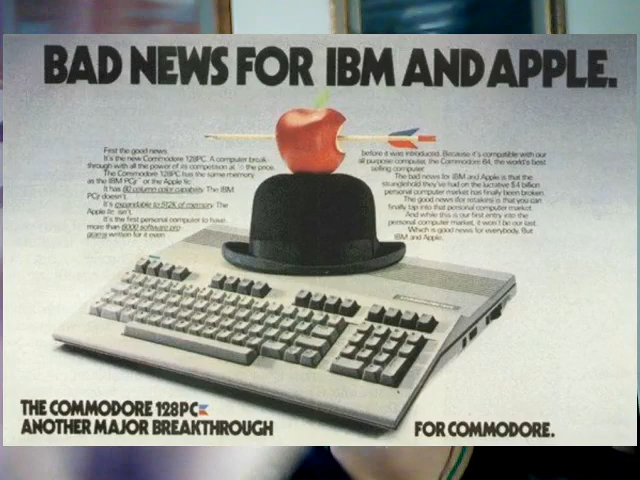 BAD NEWS FOR IBM AND APPLE.
First the good news.
It's the new Commodore 128PC. A computer break-
through with all the power of its competition at ½ the price.
The Commodore 128PC has the same memory
as the IBM PCjr or the Apple IIc.
It has 80 column color capability. The IBM
PCjr doesn't.
It's expandable to 512K of memory. The
Apple IIc isn't.
It's the first personal computer to have
more than 6000 software pro-
grams written for it even
before it was introduced. Because it's compatible with our
all purpose computer, the Commodore 64, the world's best
selling computer.
The bad news for IBM and Apple is that the
stranglehold they've had on the lucrative $4 billion
personal computer market has finally been broken.
The good news (for retailers) is that you can
finally tap into that personal computer market.
And while this is our first entry into the
personal computer market, it won't be our last.
Which is good news for everybody. But
IBM and Apple.
THE COMMODORE 128PC
ANOTHER MAJOR BREAKTHROUGH FOR COMMODORE.